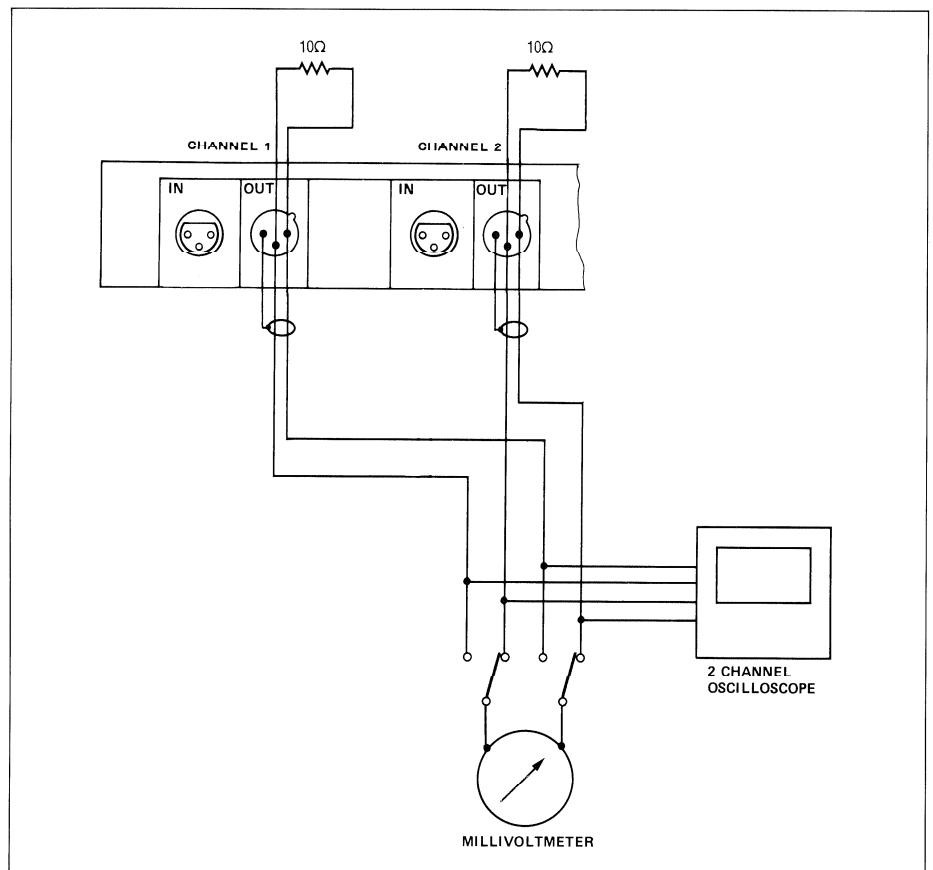 10Ω 10Ω
CHANNEL 1 CHANNEL 2
IN OUT IN OUT
2 CHANNEL
OSCILLOSCOPE
MILLIVOLTMETER